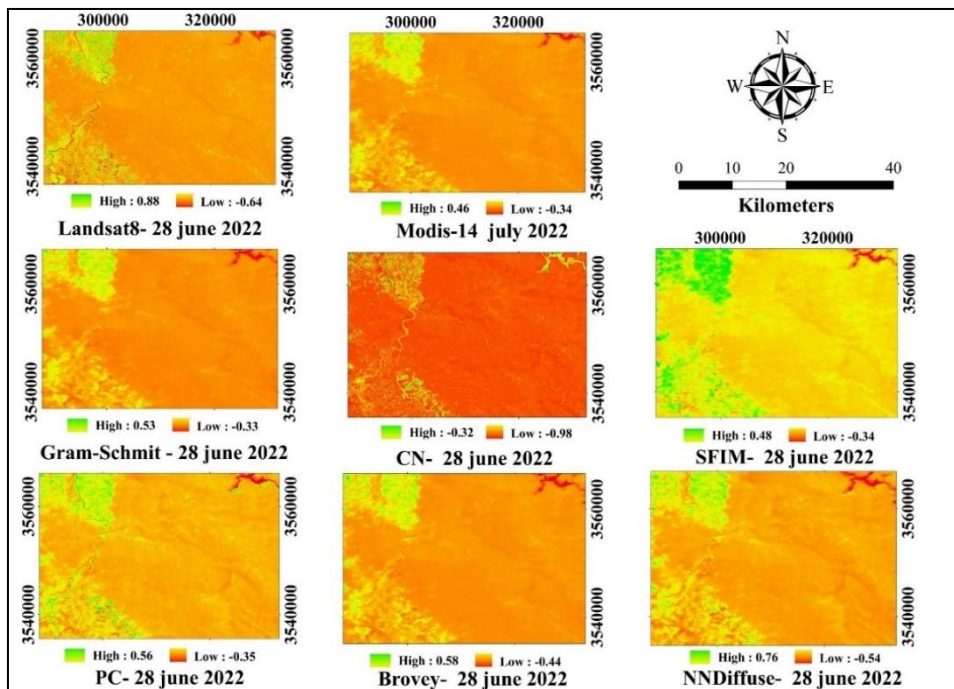 300000 320000
300000 320000
3560000
3540000
3560000
3540000
N
W E
S
0 10 20 40
Kilometers
High : 0.88 Low : -0.64
Landsat8- 28 june 2022
High : 0.46 Low : -0.34
Modis-14 july 2022
300000 320000
3560000
3540000
3560000
3540000
3560000
3540000
High : 0.53 Low : -0.33
Gram-Schmit - 28 june 2022
High : -0.32 Low : -0.98
CN- 28 june 2022
High : 0.48 Low : -0.34
SFIM- 28 june 2022
3560000
3540000
3560000
3540000
3560000
3540000
High : 0.56 Low : -0.35
PC- 28 june 2022
High : 0.58 Low : -0.44
Brovey- 28 june 2022
High : 0.76 Low : -0.54
NNDiffuse- 28 june 2022